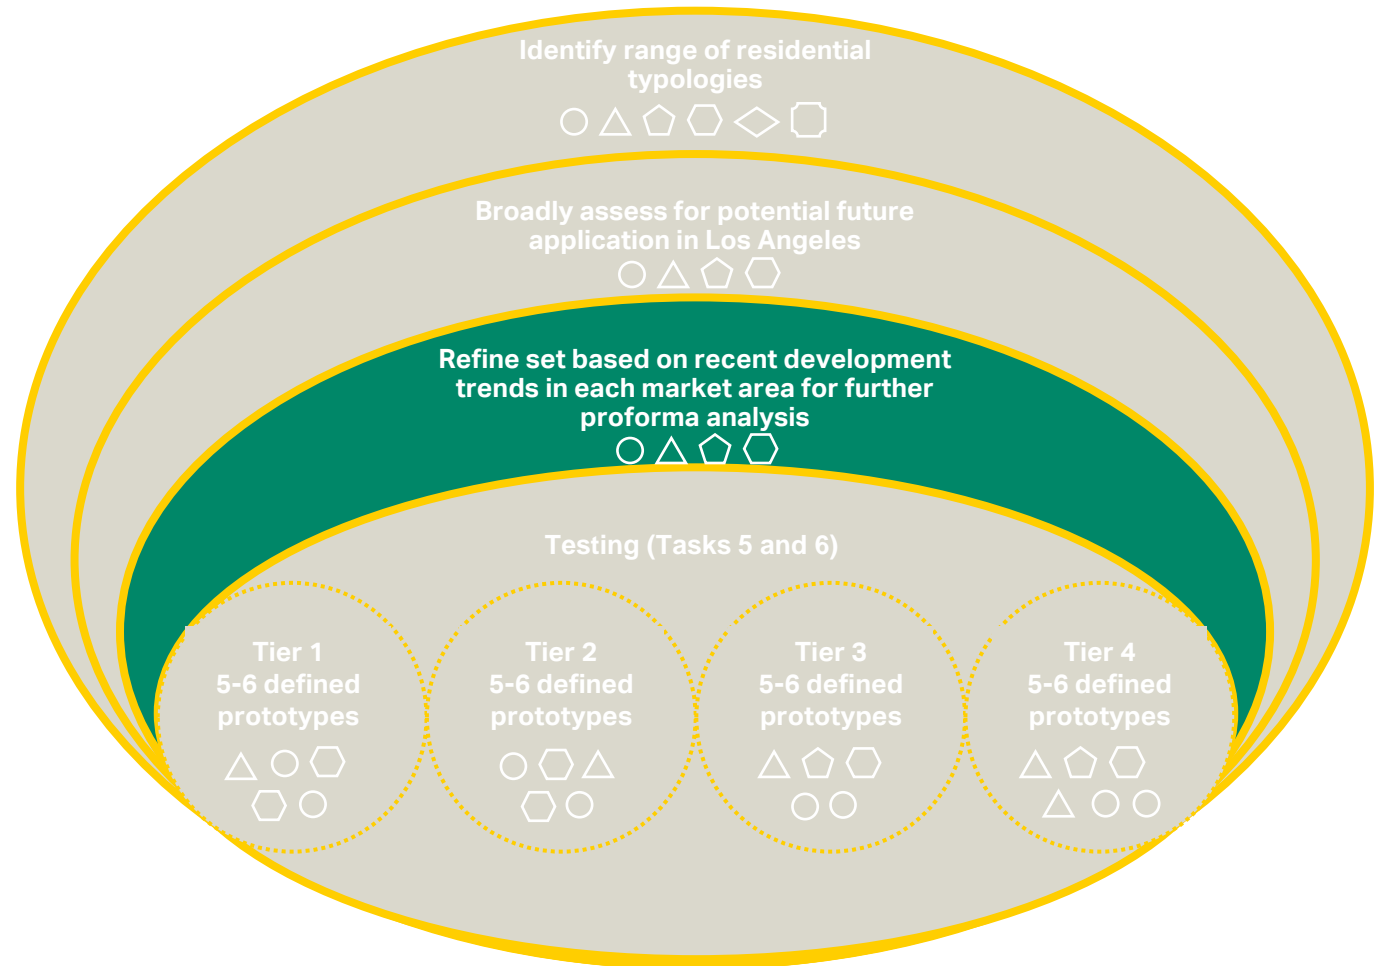 Identify range of residential
typologies
Broadly assess for potential future
application in Los Angeles
Refine set based on recent development
trends in each market area for further
proforma analysis
Testing (Tasks 5 and 6)
Tier 1
5-6 defined
prototypes
Tier 2
5-6 defined
prototypes
Tier 3
5-6 defined
prototypes
Tier 4
5-6 defined
prototypes